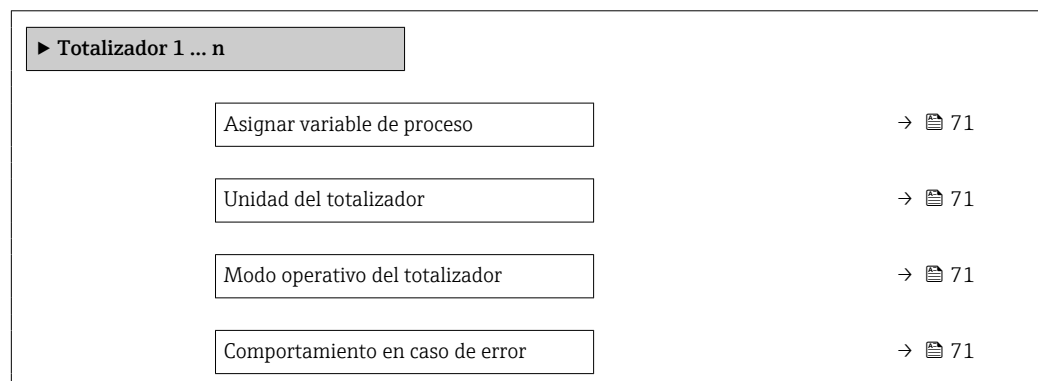 ▶ Totalizador 1 … n
Asignar variable de proceso → 71
Unidad del totalizador → 71
Modo operativo del totalizador → 71
Comportamiento en caso de error → 71